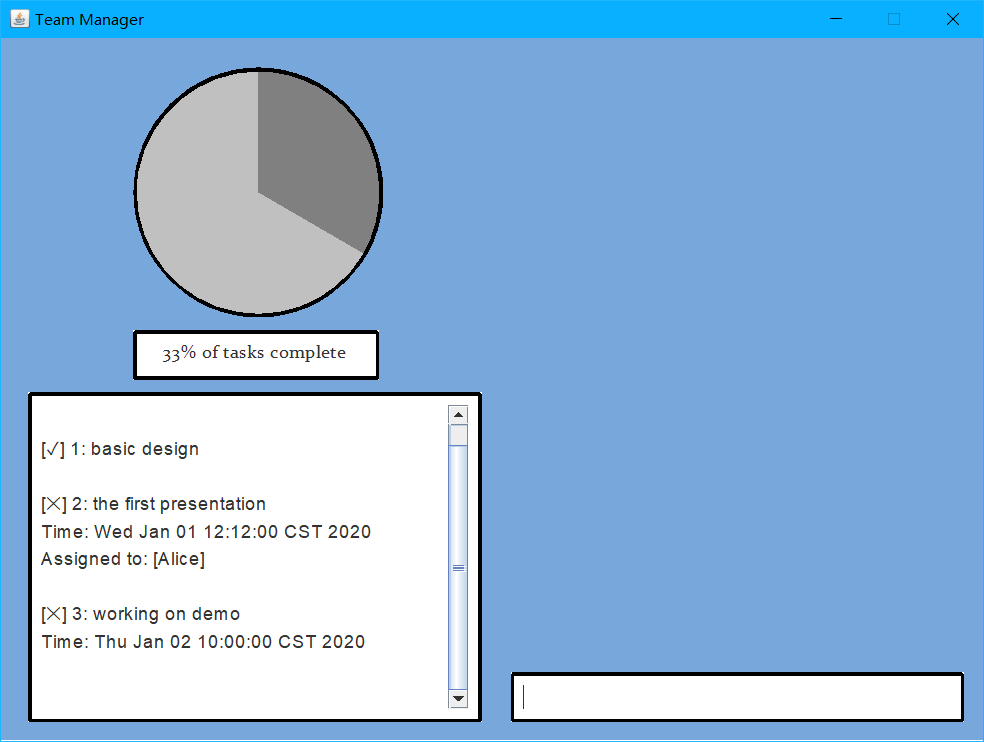 Team Manager
33% of tasks complete
[✓] 1: basic design
[✕] 2: the first presentation
Time: Wed Jan 01 12:12:00 CST 2020
Assigned to: [Alice]
[✕] 3: working on demo
Time: Thu Jan 02 10:00:00 CST 2020